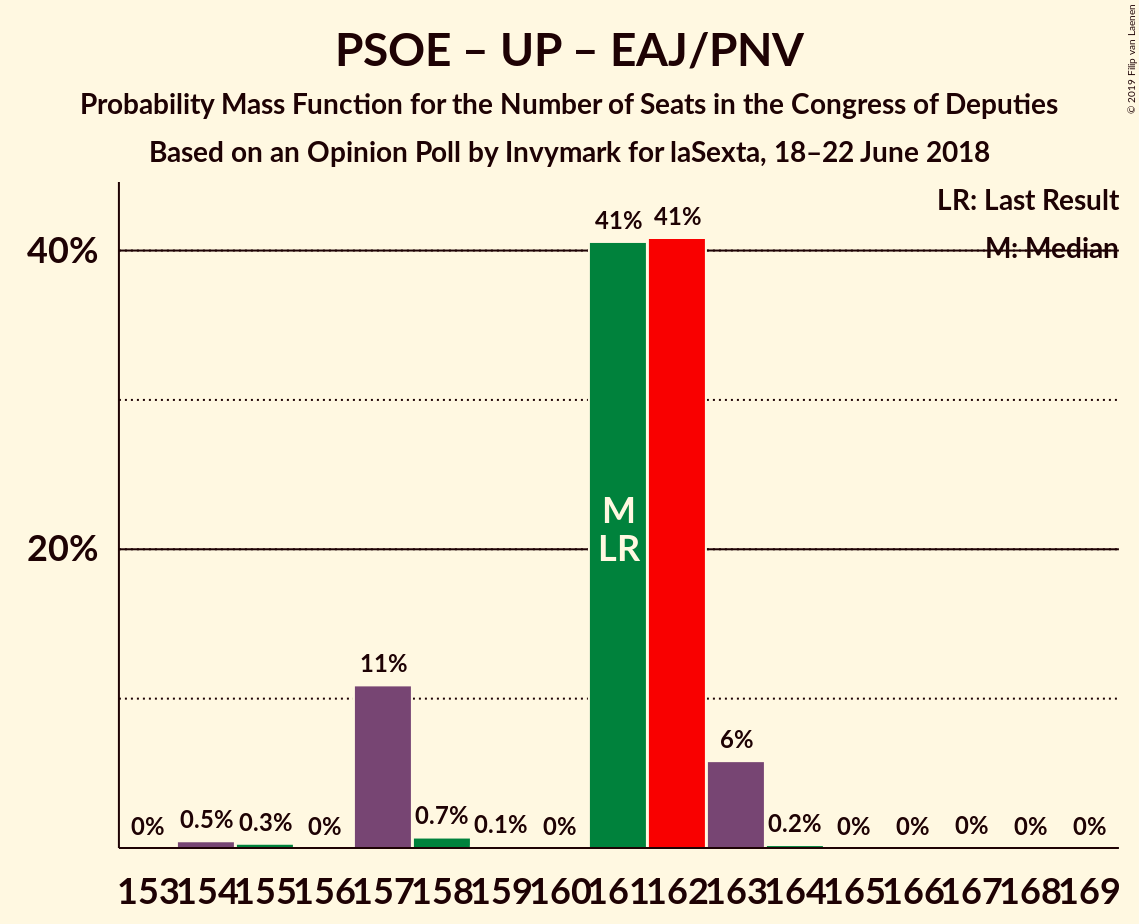 PSOE – UP – EAJ/PNV
Probability Mass Function for the Number of Seats in the Congress of Deputies
Based on an Opinion Poll by Invymark for laSexta, 18–22 June 2018
© 2019 Filip van Laenen
LR: Last Result
M: Median
40%
20%
0% 0.5% 0.3% 0% 11% 0.7% 0.1% 0% 41% 41% 6% 0.2% 0% 0% 0% 0% 0%
M
LR
153 154 155 156 157 158 159 160 161 162 163 164 165 166 167 168 169